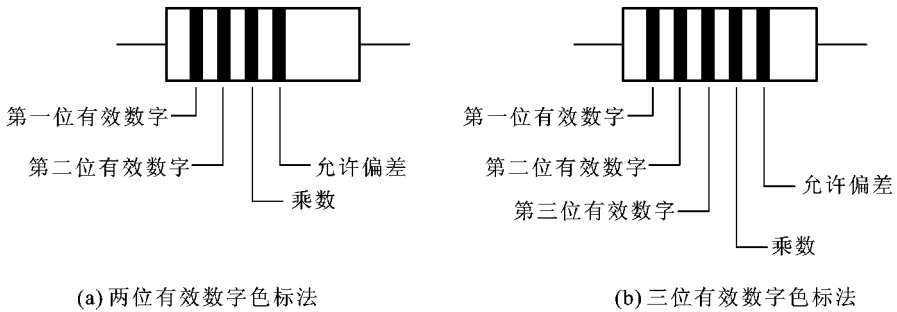 第一位有效数字
第二位有效数字
允许偏差
乘数
(a) 两位有效数字色标法
第一位有效数字
第二位有效数字
第三位有效数字
允许偏差
乘数
(b) 三位有效数字色标法